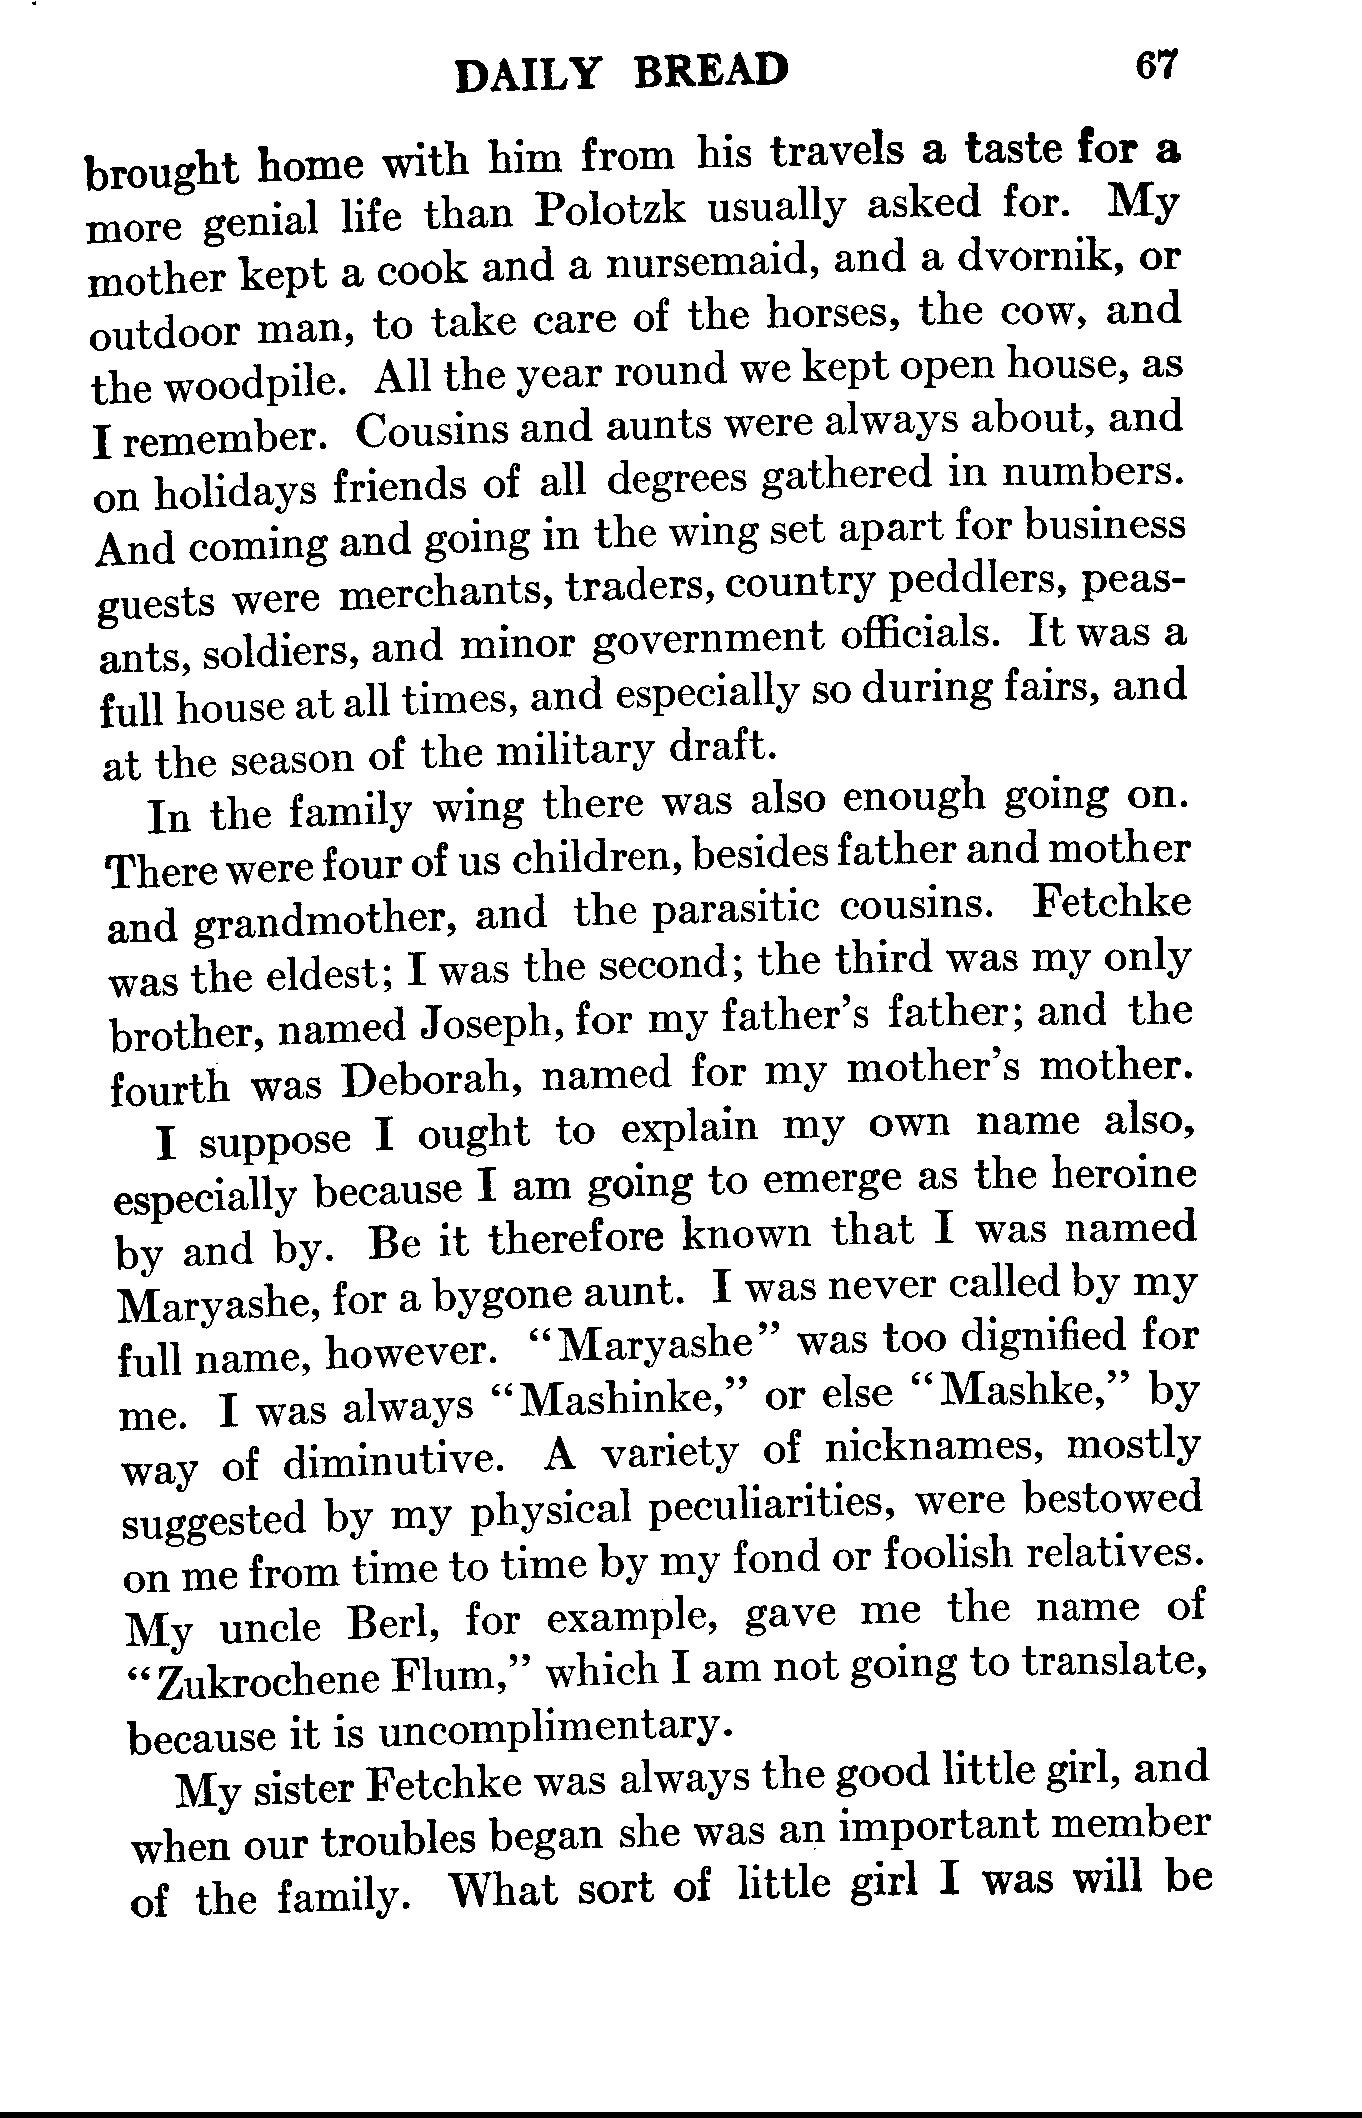 DAILY BREAD 67
brought home with him from his travels a taste for a
more genial life than Polotzk usually asked for. My
mother kept a cook and a nursemaid, and a dvornik, or
outdoor man, to take care of the horses, the cow, and
the woodpile. All the year round we kept open house, as
I remember. Cousins and aunts were always about, and
on holidays friends of all degrees gathered in numbers.
And coming and going in the wing set apart for business
guests were merchants, traders, country peddlers, peas-
ants, soldiers, and minor government officials. It was a
full house at all times, and especially so during fairs, and
at the season of the military draft.
In the family wing there was also enough going on.
There were four of us children, besides father and mother
and grandmother, and the parasitic cousins. Fetchke
was the eldest; I was the second; the third was my only
brother, named Joseph, for my father's father; and the
fourth was Deborah, named for my mother's mother.
I suppose I ought to explain my own name also,
especially because I am going to emerge as the heroine
by and by. Be it therefore known that I was named
Maryashe, for a bygone aunt. I was never called by my
full name, however. "Maryashe" was too dignified for
me. I was always "Mashinke," or else "Mashke," by
way of diminutive. A variety of nicknames, mostly
suggested by my physical peculiarities, were bestowed
on me from time to time by my fond or foolish relatives.
My uncle Berl, for example, gave me the name of
"Zukrochene Flum," which I am not going to translate,
because it is uncomplimentary.
My sister Fetchke was always the good little girl, and
when our troubles began she was an important member
of the family. What sort of little girl I was will be